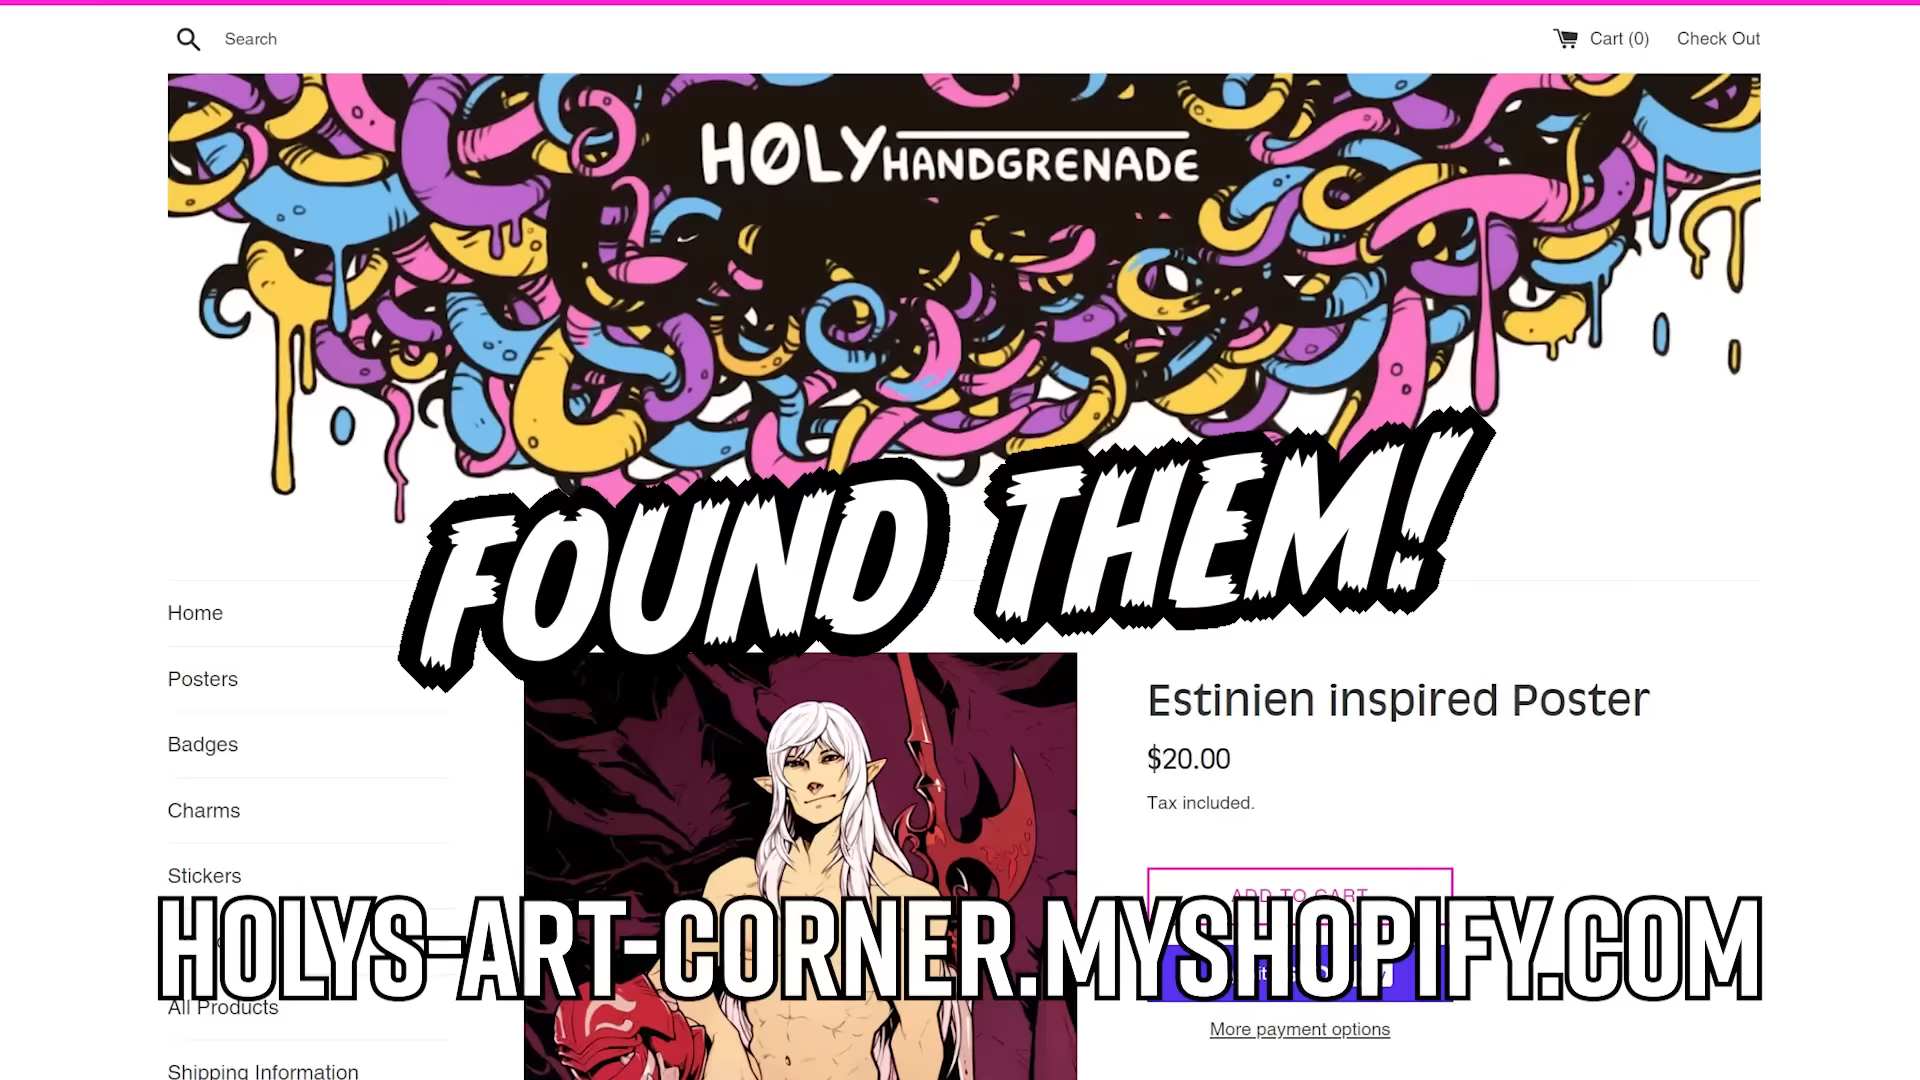 Search
Cart (0)
Check Out
HØLY HANDGRENADE
FOUND THEM!
Home
Posters
Badges
Charms
Stickers
All Products
Shipping Information
Estinien inspired Poster
$20.00
Tax included.
ADD TO CART
More payment options
HOLYS-ART-CORNER.MYSHOPIFY.COM